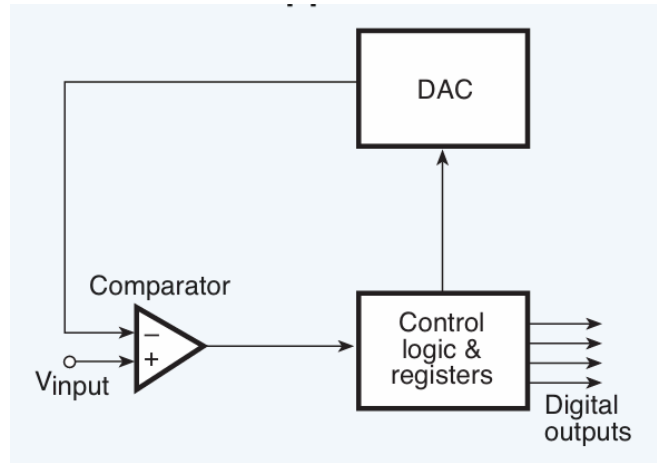 DAC
Comparator
−
+
Vinput
Control
logic &
registers
Digital
outputs